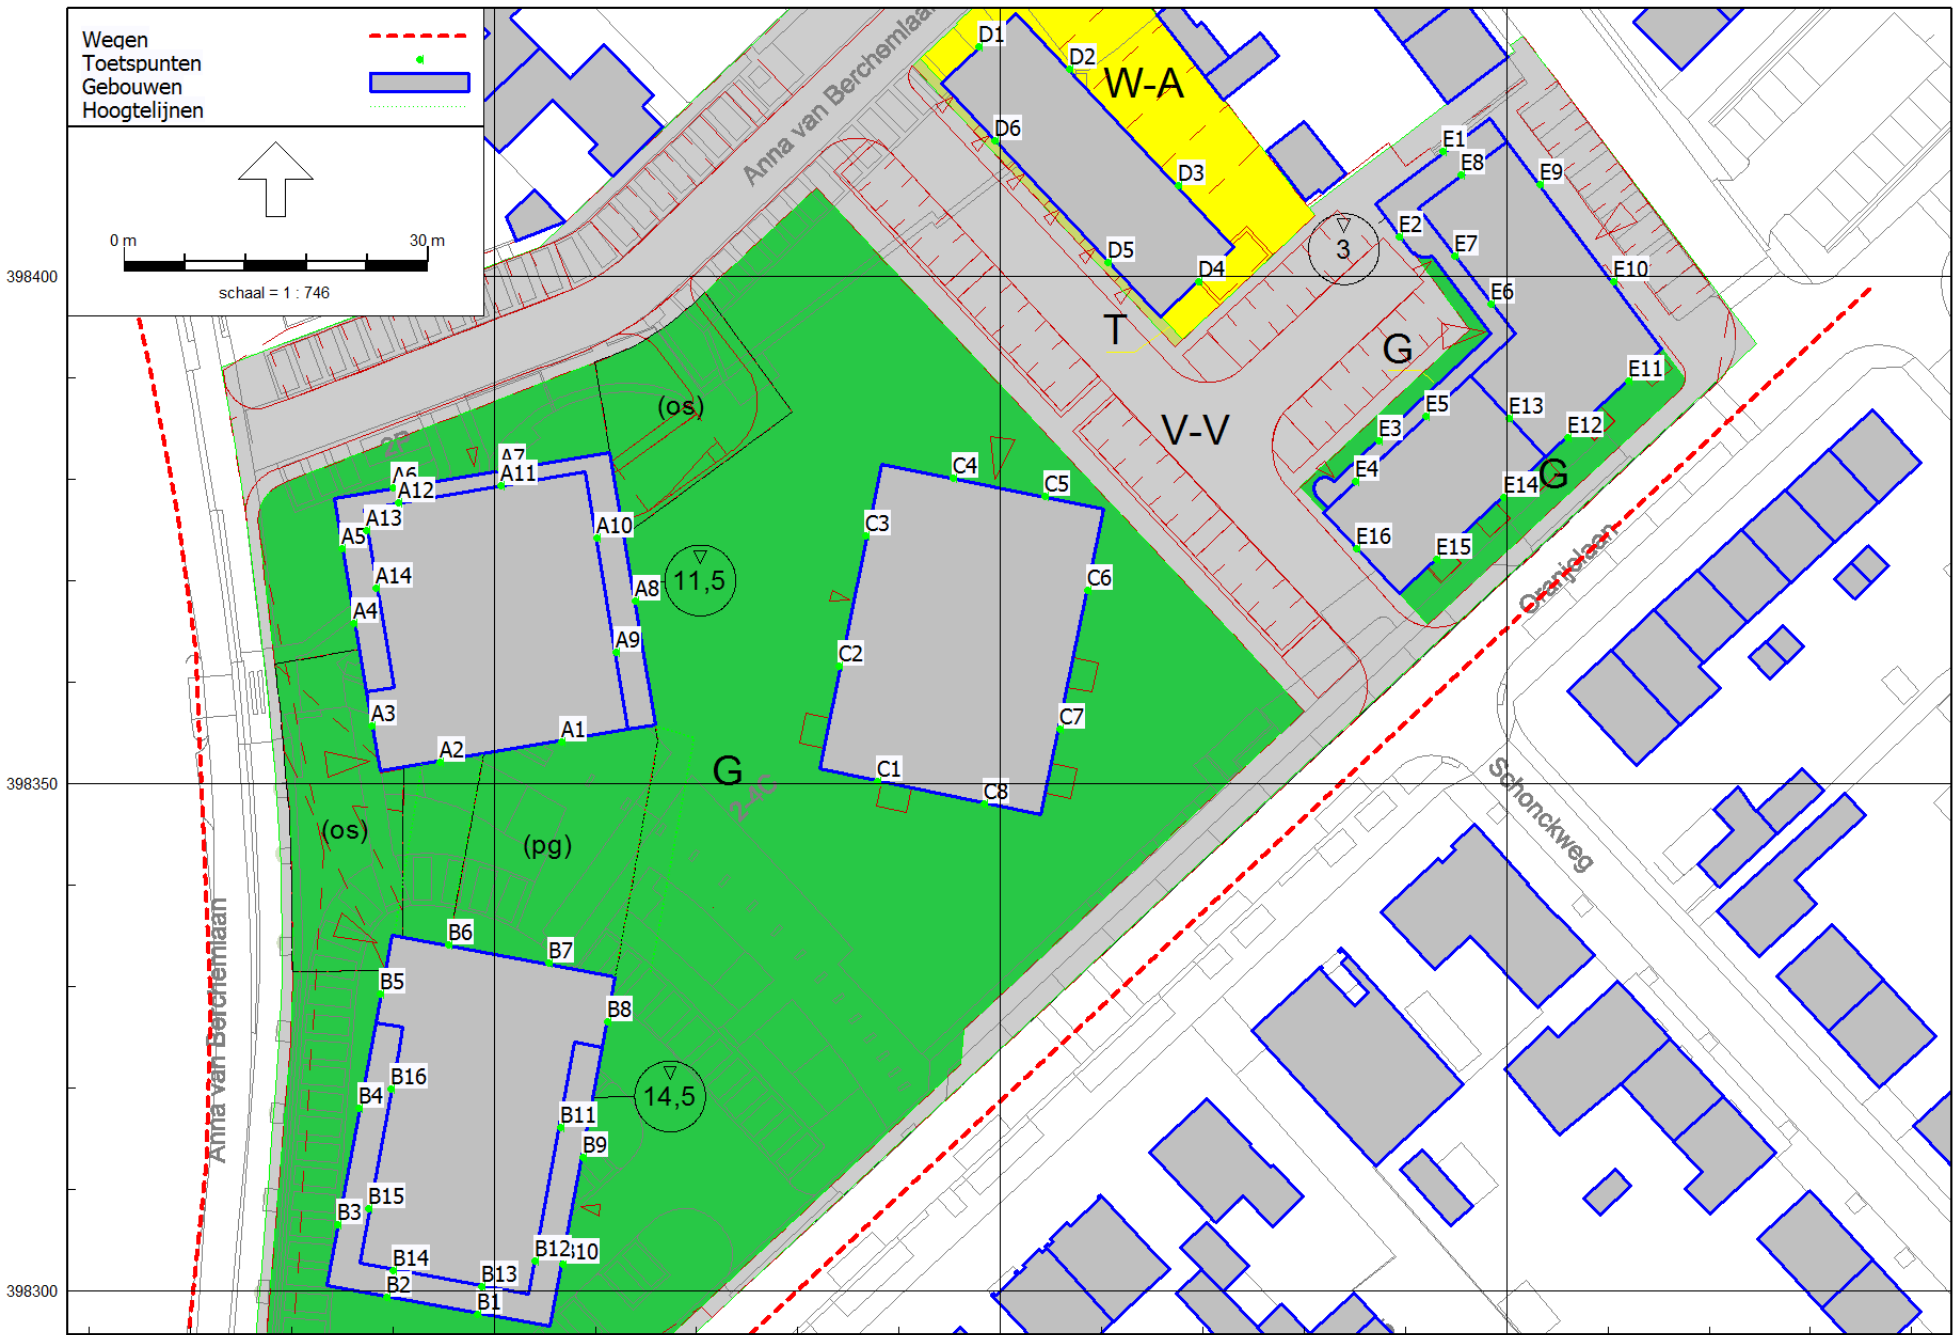 Wegen
Toetspunten
Gebouwen
Hoogtelijnen
0 m 30 m
schaal = 1 : 746
Anna van Berchemlaan
D1
D2
W-A
D6
D3
E1
E8
E9
E2
3
E7
D5
D4
E10
E6
398400
T
G
E11
(os)
E5
E13
V-V
E3
E12
2P
A7
A6
A11
C4
E4
G
A12
C5
E14
A13
A10
C3
A5
E16
E15
11,5
A14
C6
A8
Oranjelaan
A4
A9
C2
A3
C7
A1
A2
G
C1
398350
2-4C
C8
Schonckweg
(os)
(pg)
B6
B7
B5
B8
Anna van Berchemlaan
B16
14,5
B4
B11
B9
B15
B3
B12
B14
B13
398300
B2
B1